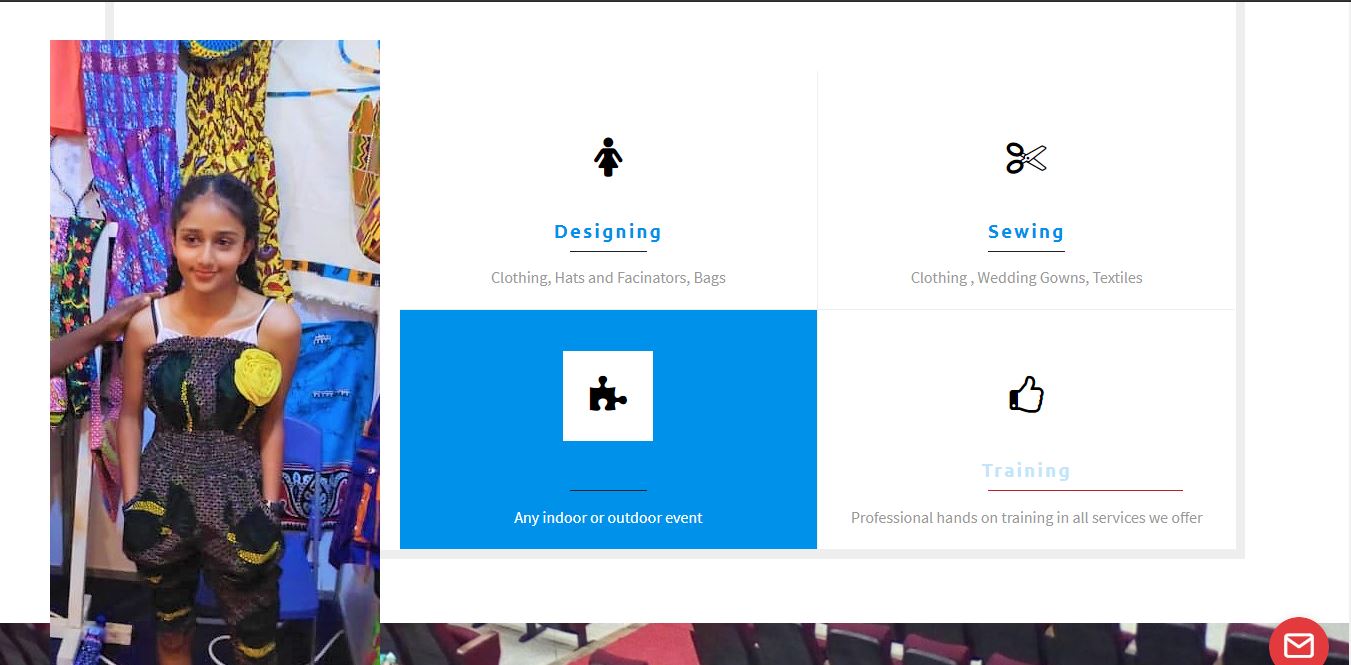 Designing
Clothing, Hats and Facinators, Bags
Sewing
Clothing , Wedding Gowns, Textiles
Any indoor or outdoor event
Training
Professional hands on training in all services we offer